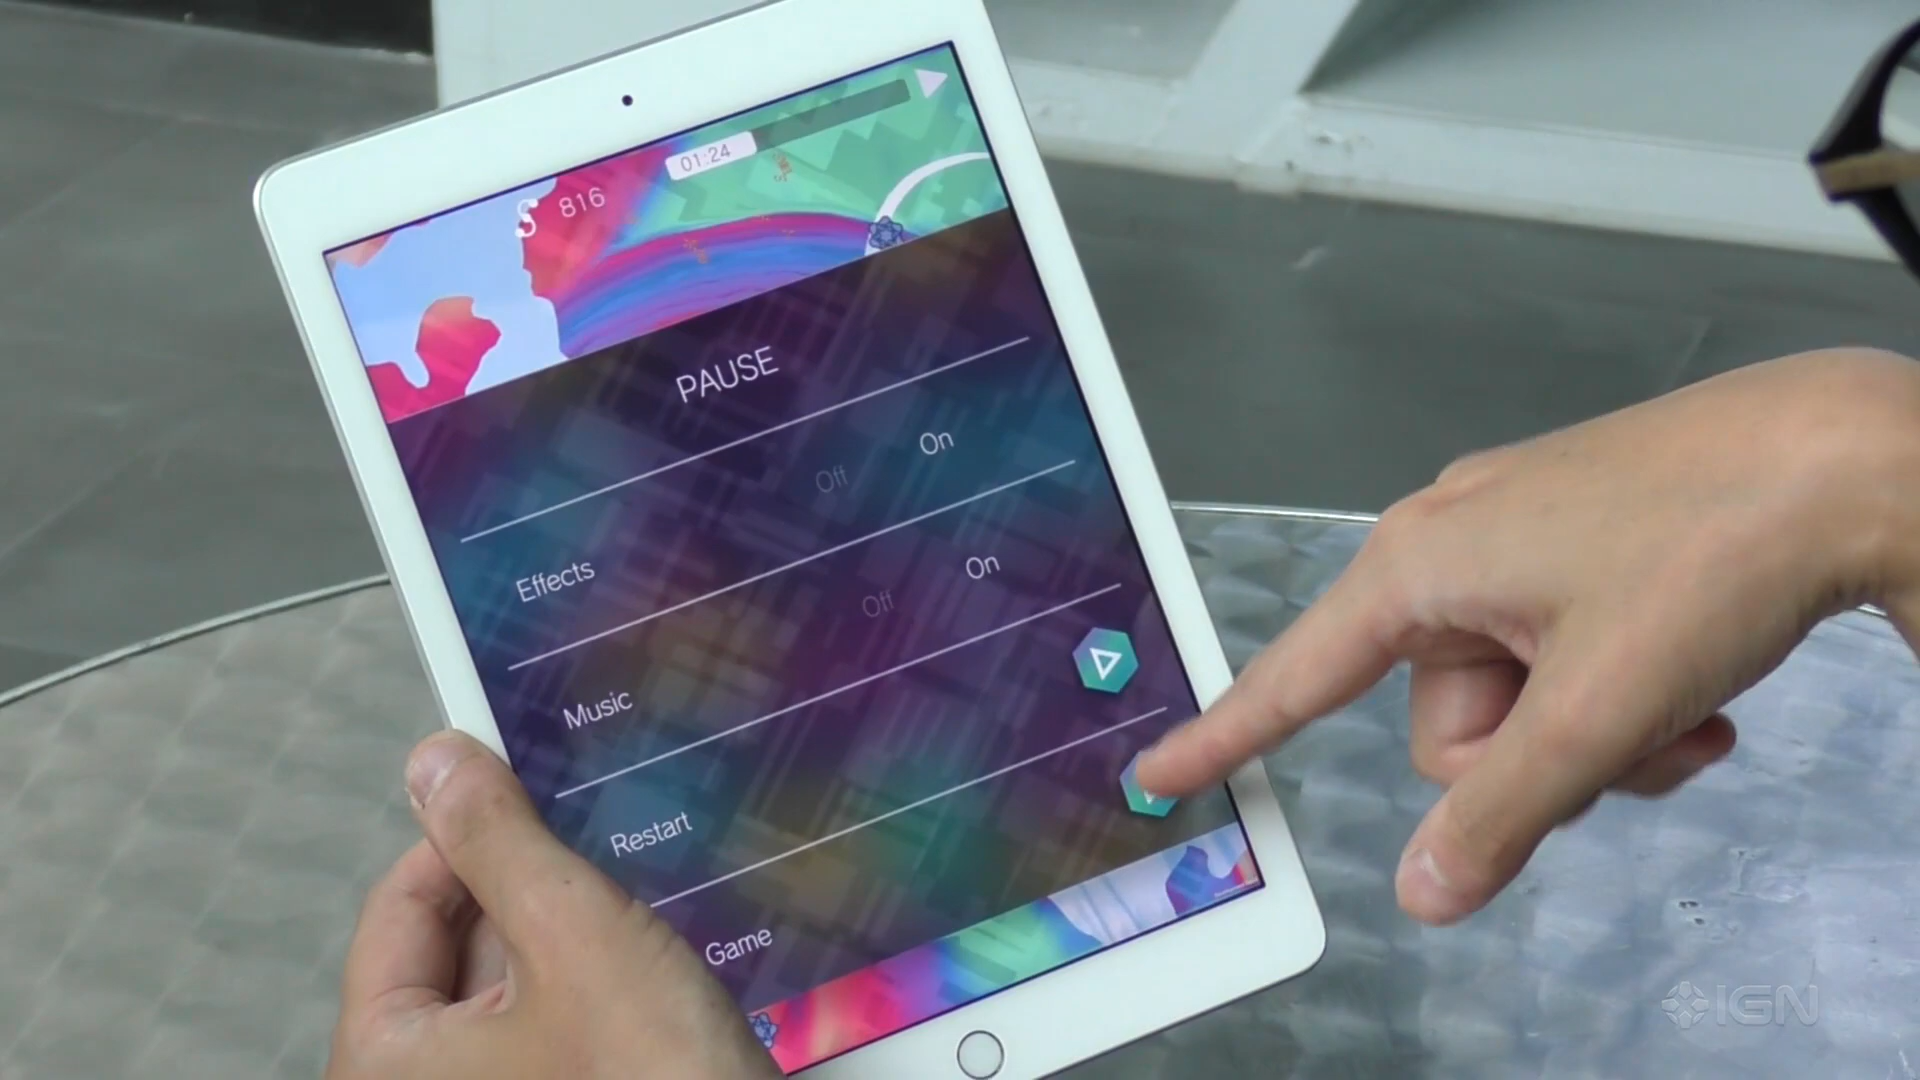 01:24
S 816
PAUSE
Effects Off On
Music Off On
Restart
Game
IGN